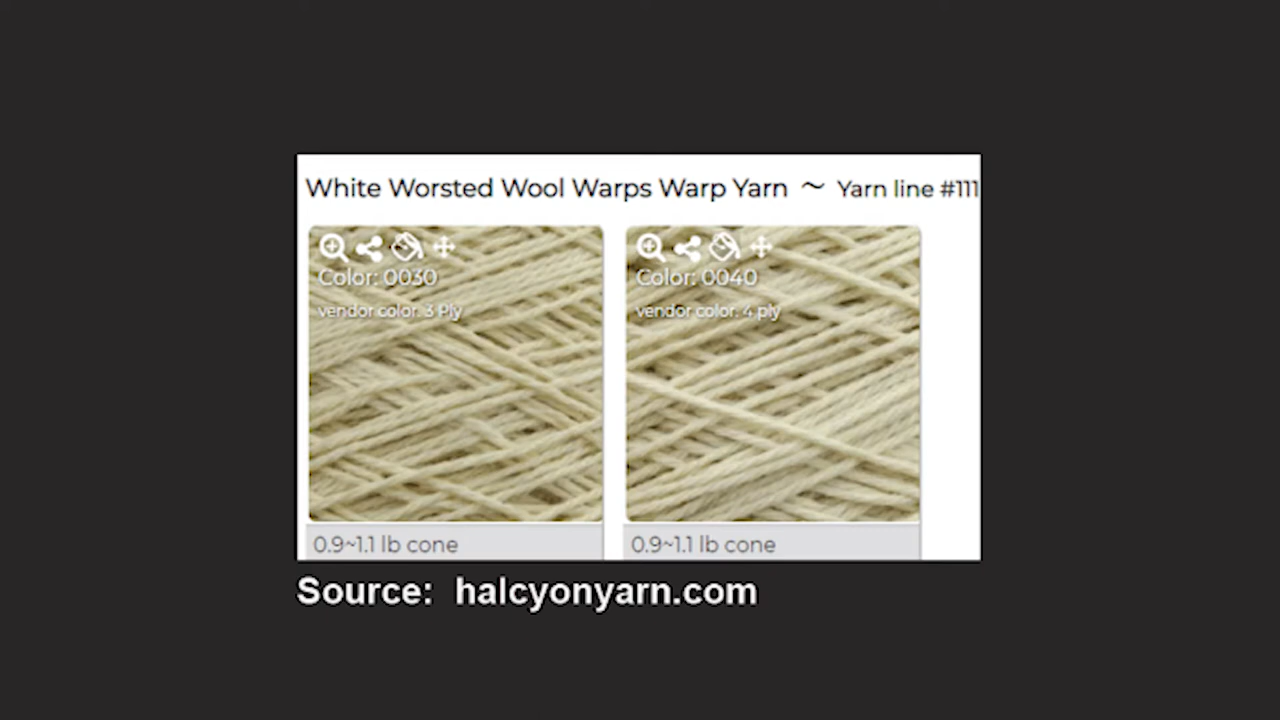 White Worsted Wool Warps Warp Yarn ~ Yarn line #111
Color: 0030
vendor color: 3 Ply
0.9~1.1 lb cone
Color: 0040
vendor color: 4 ply
0.9~1.1 lb cone
Source: halcyonyarn.com